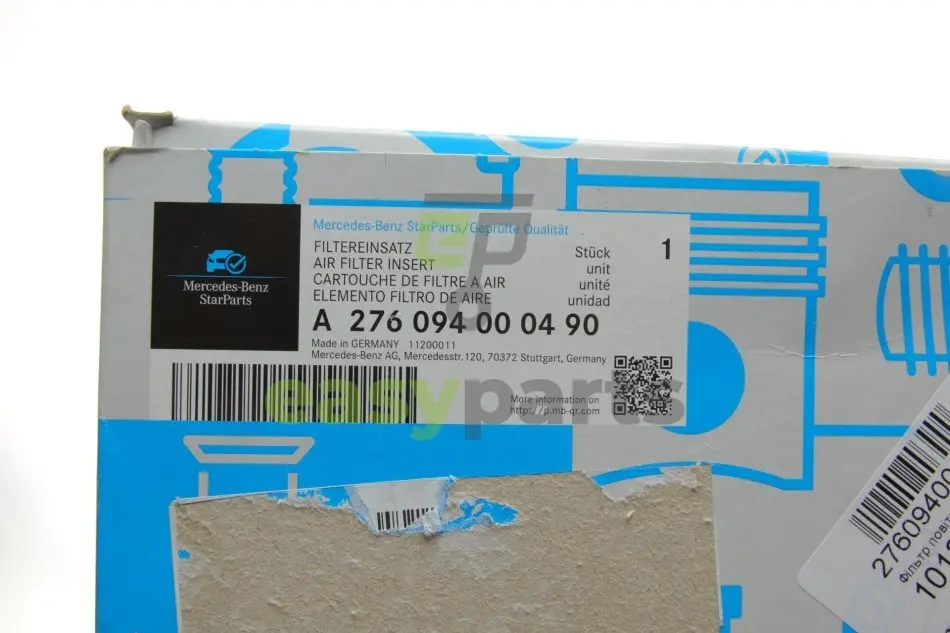 Mercedes-Benz StarParts/Geprüfte Qualität
FILTEREINSATZ
AIR FILTER INSERT
CARTOUCHE DE FILTRE A AIR
ELEMENTO FILTRO DE AIRE
Stück
unit
unité
unidad
1
Mercedes-Benz
StarParts
A 276 094 00 04 90
Made in GERMANY 11200011
Mercedes-Benz AG, Mercedesstr.120, 70372 Stuttgart, Germany
More information on
http://p.mb-qr.com
easyparts
Фільтр